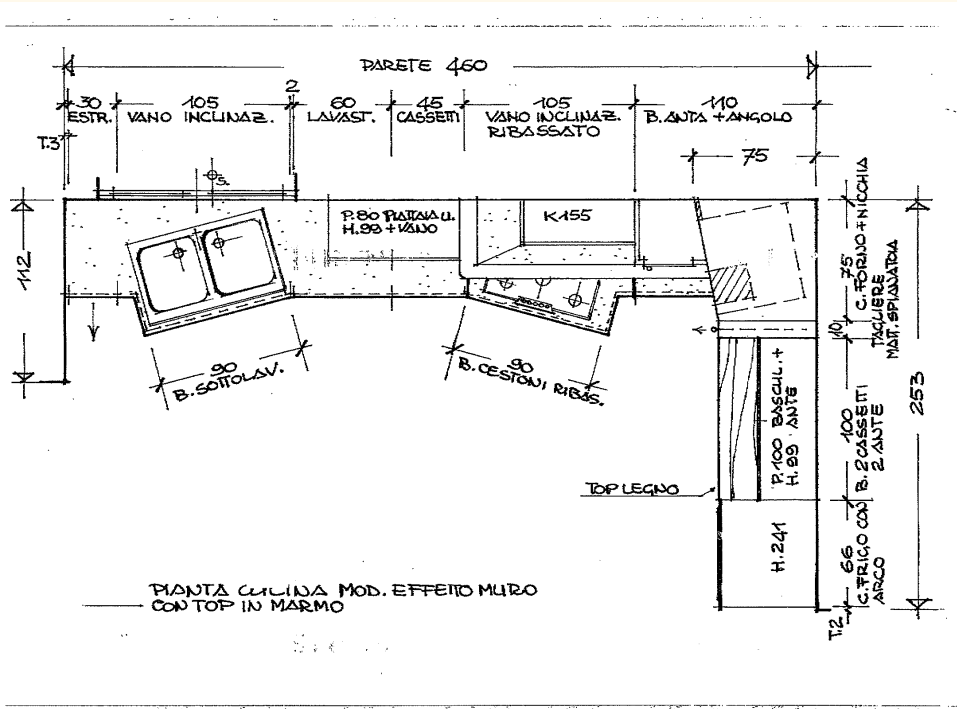 PARETE 460
30
ESTR.
105
VANO INCLINAZ.
2
60
LAVAST.
45
CASSETTI
105
VANO INCLINAZ.
RIBASSATO
110
B. ANTA + ANGOLO
T.3
75
S.
P. 80 PIATTAIA U.
H.99 + VANO
K155
112
75
C. FORNO + NICCHIA
TAGLIERE
MAT. SPIANATOIA
10
90
B. SOTTOLAV.
90
B. CESTONI RIBAS.
P.100 BASCUL. +
H.99 ANTE
100
B. 2 CASSETTI
2 ANTE
253
TOP LEGNO
H.241
66
C. FRIGO CON
ARCO
T.2
PIANTA CUCINA MOD. EFFETTO MURO
CON TOP IN MARMO